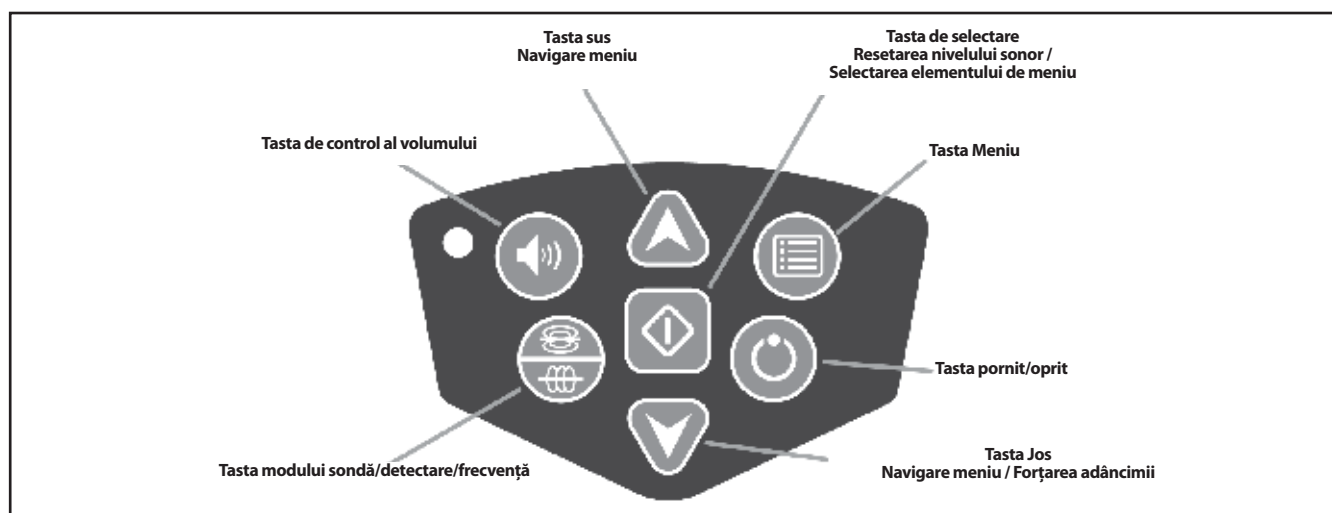 Tasta sus
Navigare meniu
Tasta de selectare
Resetarea nivelului sonor /
Selectarea elementului de meniu
Tasta de control al volumului
Tasta Meniu
Tasta pornit/oprit
Tasta modului sondă/detectare/frecvență
Tasta Jos
Navigare meniu / Forțarea adâncimii